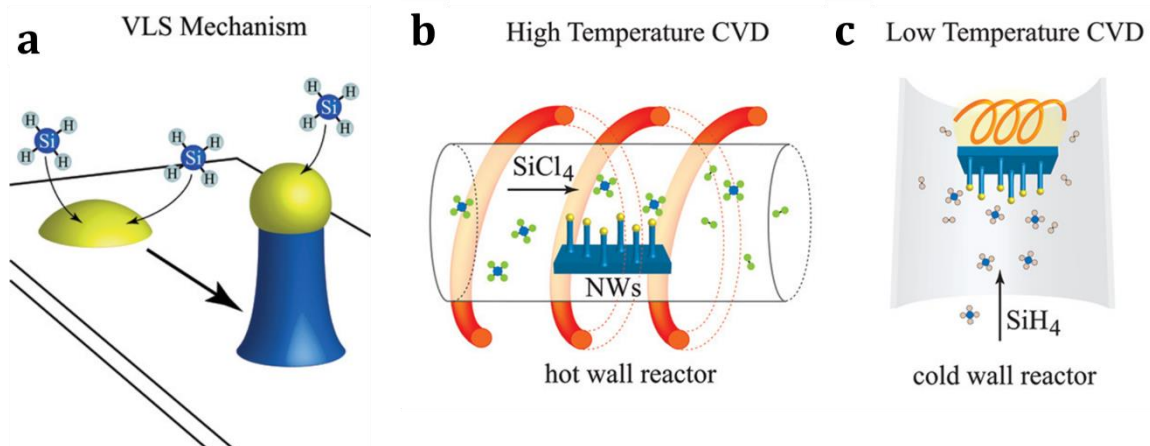 a
VLS Mechanism
H
H
Si
H
H
H
H
Si
H
H
H
H
Si
H
H
b
High Temperature CVD
SiCl4
NWs
hot wall reactor
c
Low Temperature CVD
SiH4
cold wall reactor